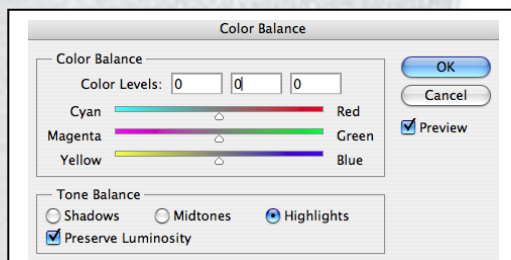 Color Balance
Color Balance
Color Levels: 0 0 0
Cyan Red
Magenta Green
Yellow Blue
OK
Cancel
Preview
Tone Balance
Shadows Midtones Highlights
Preserve Luminosity